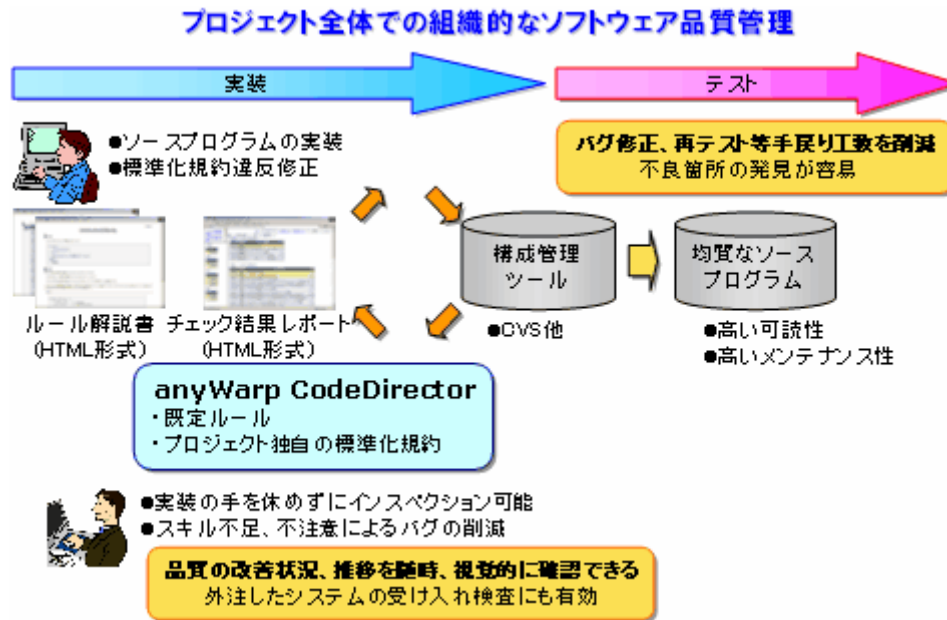 プロジェクト全体での組織的なソフトウェア品質管理
実装
テスト
●ソースプログラムの実装
●標準化規約違反修正
バグ修正、再テスト等手戻り工数を削減
不良箇所の発見が容易
構成管理
ツール
均質なソース
プログラム
ルール解説書
(HTML形式)
チェック結果レポート
(HTML形式)
●CVS他
●高い可読性
●高いメンテナンス性
anyWarp CodeDirector
・既定ルール
・プロジェクト独自の標準化規約
●実装の手を休めずにインスペクション可能
●スキル不足、不注意によるバグの削減
品質の改善状況、推移を随時、視覚的に確認できる
外注したシステムの受け入れ検査にも有効